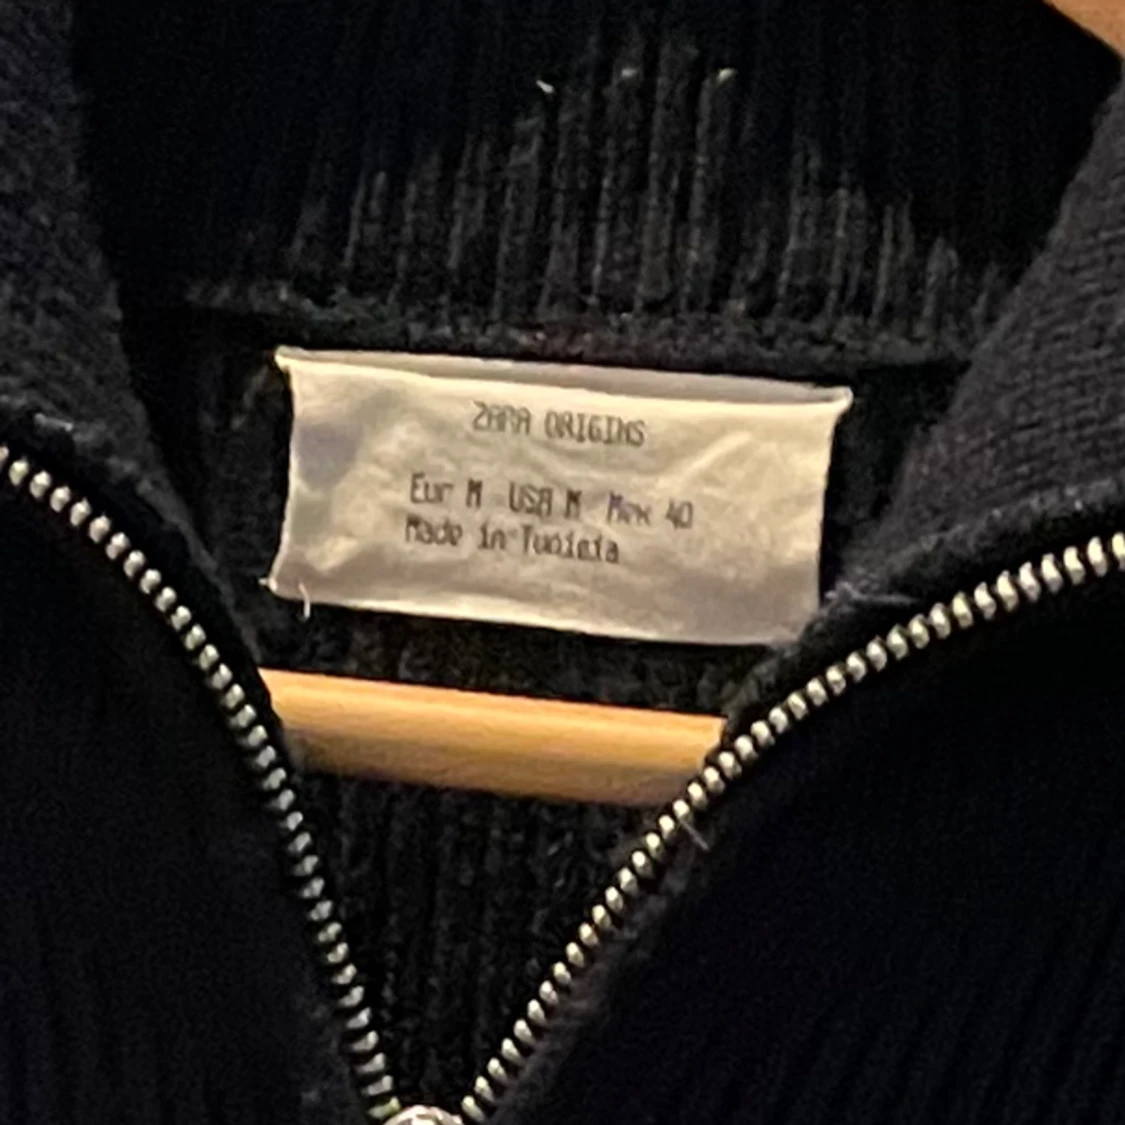 ZARA ORIGINS
Eur M USA M Mex 40
Made in Tunisia